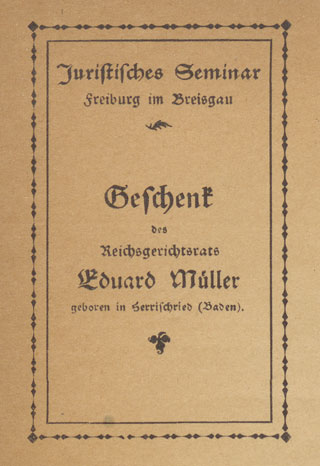 Juristisches Seminar
Freiburg im Breisgau
Geschenk
des
Reichsgerichtsrats
Eduard Müller
geboren in Herrischried (Baden).